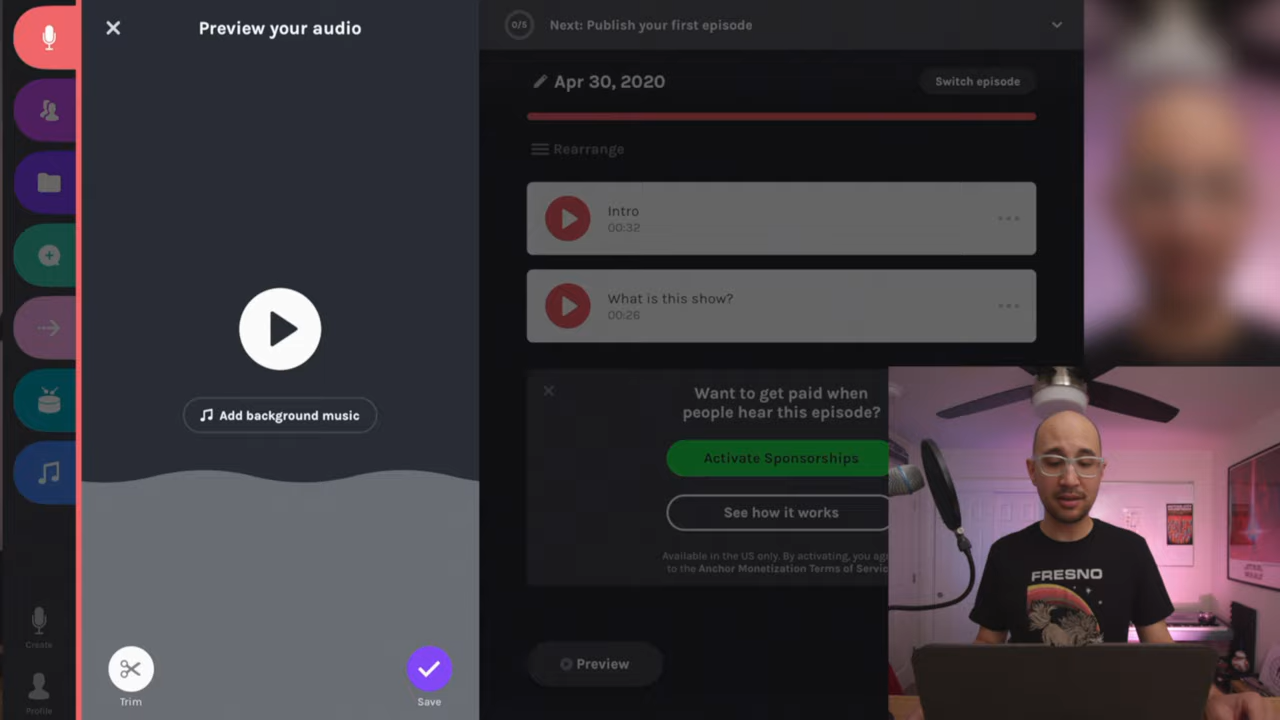 Preview your audio
0/5
Next: Publish your first episode
Apr 30, 2020
Switch episode
Rearrange
Intro
00:32
What is this show?
00:26
Add background music
Want to get paid when
people hear this episode?
Activate Sponsorships
See how it works
Available in the US only. By activating, you
to the Anchor Monetization Terms of
Preview
Create
Profile
Trim
Save
FRESNO